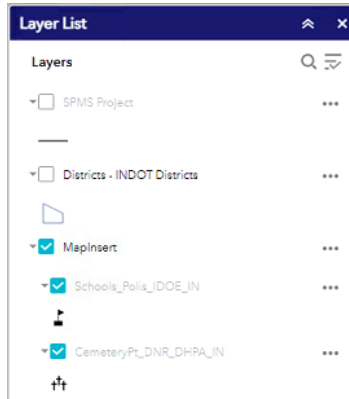 Layer List
Layers
SPMS Project
Districts - INDOT Districts
MapInsert
Schools_Polis_IDOE_IN
CemeteryPt_DNR_DHPA_IN